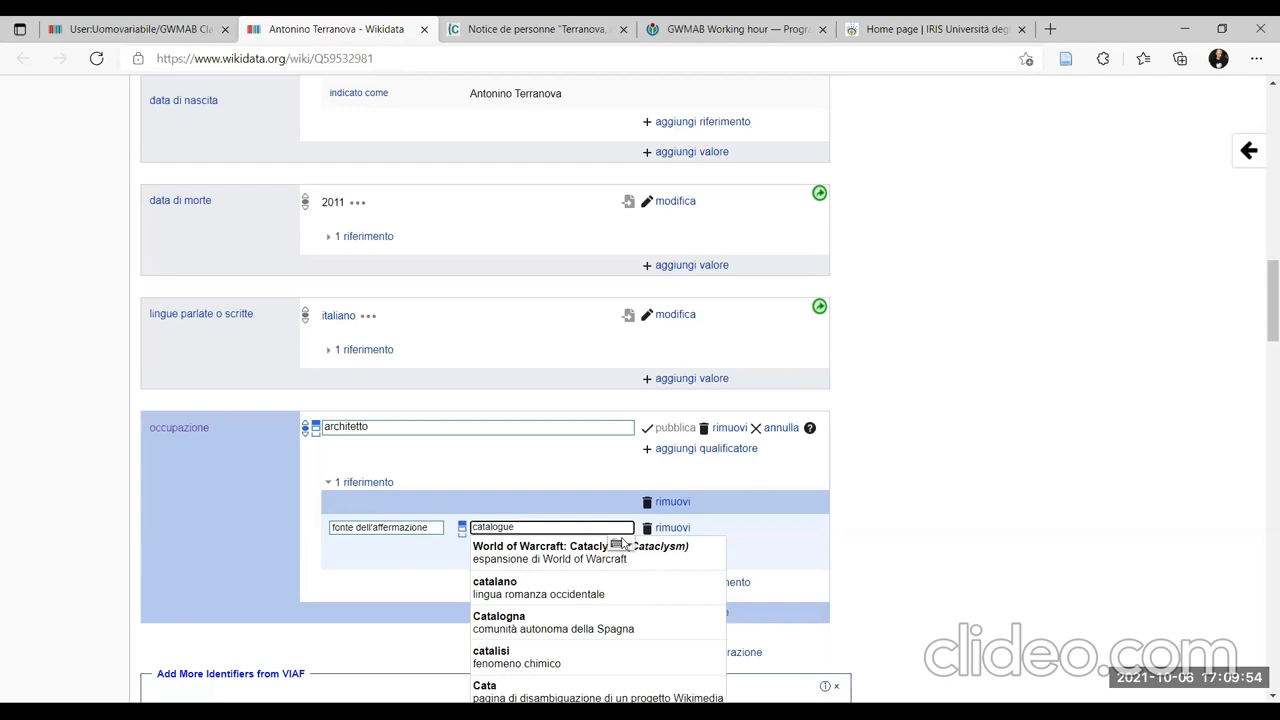 User:Uomovariabile/GWMAB Cla
Antonino Terranova - Wikidata
Notice de personne "Terranova,
GWMAB Working hour — Progra
Home page | IRIS Università degl
https://www.wikidata.org/wiki/Q59532981
data di nascita
indicato come
Antonino Terranova
+ aggiungi riferimento
+ aggiungi valore
data di morte
2011
modifica
1 riferimento
+ aggiungi valore
lingue parlate o scritte
italiano
modifica
1 riferimento
+ aggiungi valore
occupazione
architetto
pubblica rimuovi annulla
+ aggiungi qualificatore
1 riferimento
rimuovi
fonte dell'affermazione
catalogue
rimuovi
World of Warcraft: Catacly Cataclysm)
espansione di World of Warcraft
catalano
lingua romanza occidentale
mento
Catalogna
comunità autonoma della Spagna
catalisi
fenomeno chimico
razione
Cata
pagina di disambiguazione di un progetto Wikimedia
Add More Identifiers from VIAF
clideo.com
2021-10-06 17:09:54